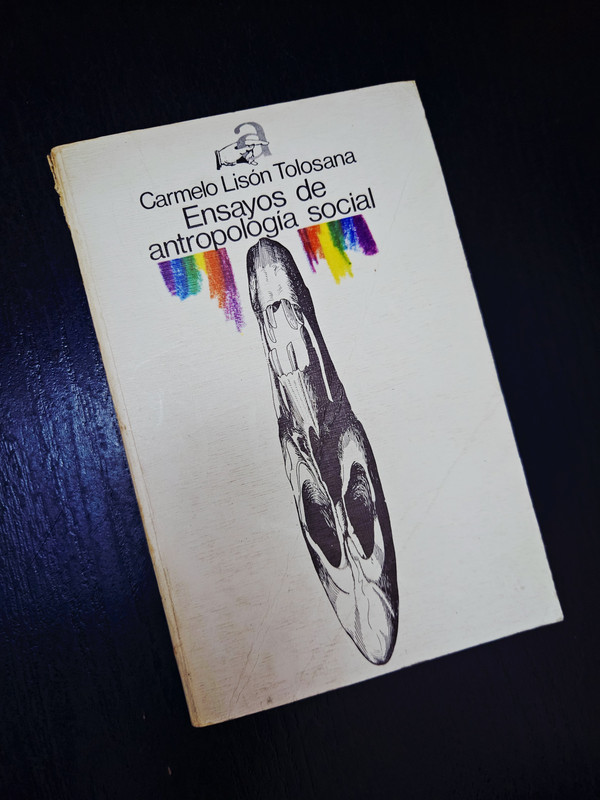 a
Carmelo Lisón Tolosana
Ensayos de
antropología social